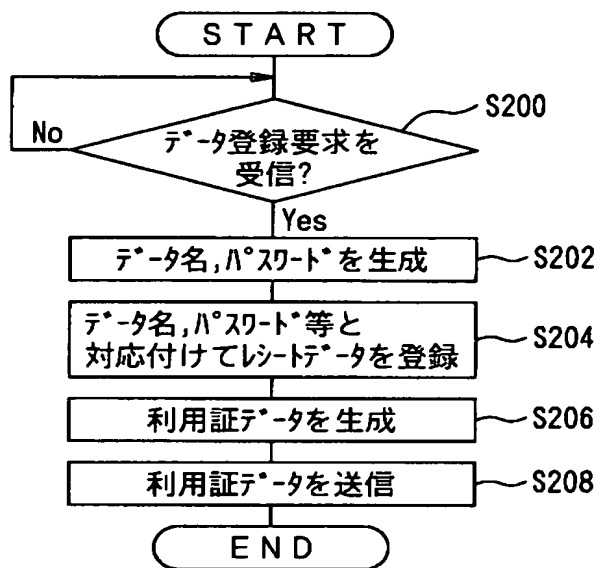 START
S200
No
データ登録要求を
受信?
Yes
データ名,パスワードを生成
S202
データ名,パスワード等と
対応付けてレシートデータを登録
S204
利用証データを生成
S206
利用証データを送信
S208
END